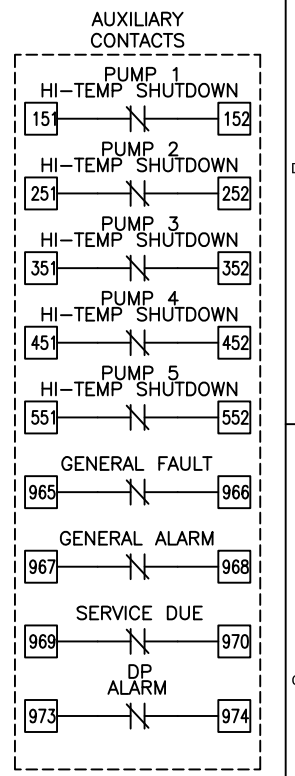 AUXILIARY
CONTACTS
PUMP 1
HI-TEMP SHUTDOWN
151 152
PUMP 2
HI-TEMP SHUTDOWN
251 252
PUMP 3
HI-TEMP SHUTDOWN
351 352
PUMP 4
HI-TEMP SHUTDOWN
451 452
PUMP 5
HI-TEMP SHUTDOWN
551 552
GENERAL FAULT
965 966
GENERAL ALARM
967 968
SERVICE DUE
969 970
DP
ALARM
973 974